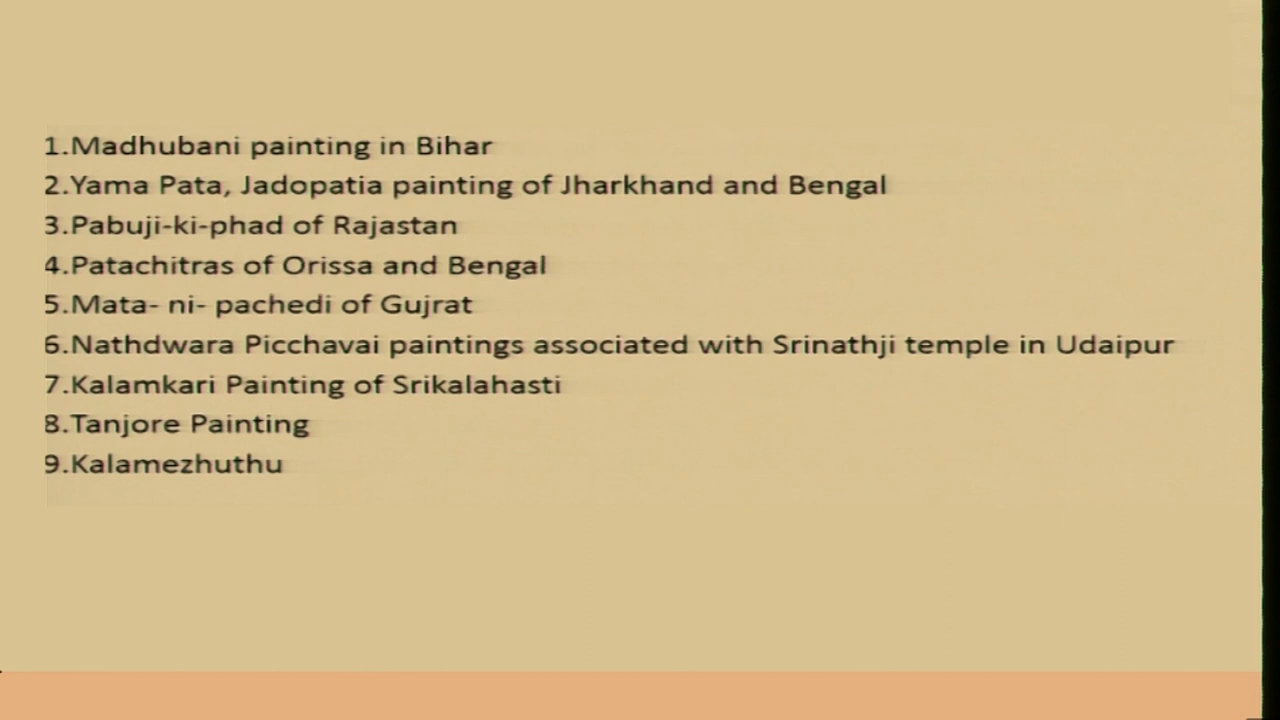 1.Madhubani painting in Bihar
2.Yama Pata, Jadopatia painting of Jharkhand and Bengal
3.Pabuji-ki-phad of Rajastan
4.Patachitras of Orissa and Bengal
5.Mata- ni- pachedi of Gujrat
6.Nathdwara Picchavai paintings associated with Srinathji temple in Udaipur
7.Kalamkari Painting of Srikalahasti
8.Tanjore Painting
9.Kalamezhuthu